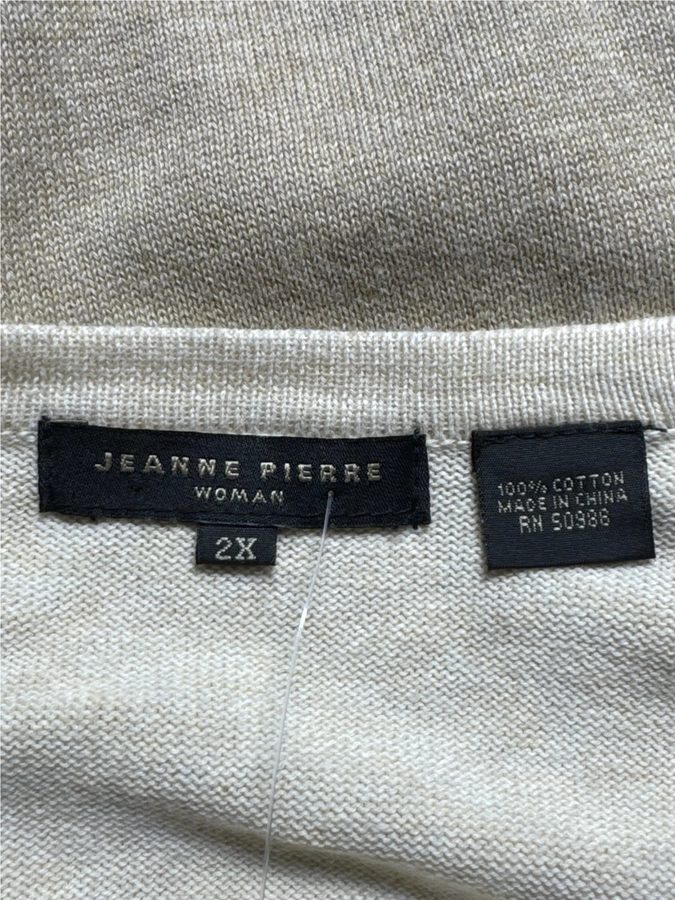 JEANNE PIERRE
WOMAN
2X
100% COTTON
MADE IN CHINA
RN 90988